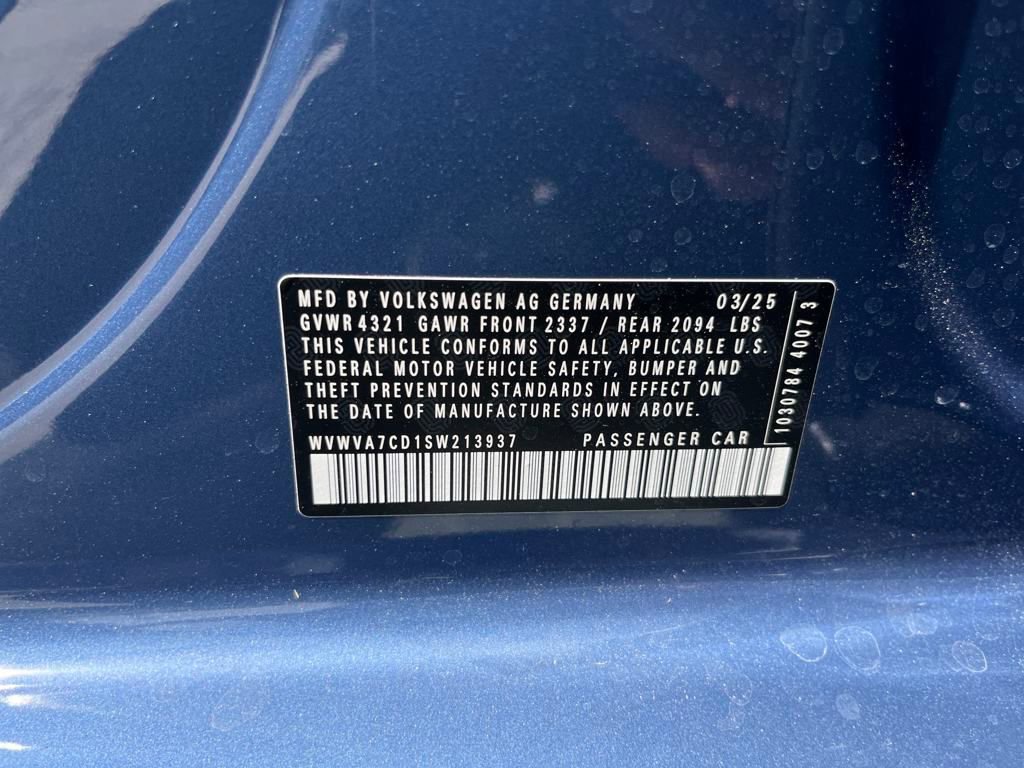 MFD BY VOLKSWAGEN AG GERMANY 03/25
GVWR 4321 GAWR FRONT 2337 / REAR 2094 LBS
THIS VEHICLE CONFORMS TO ALL APPLICABLE U.S.
FEDERAL MOTOR VEHICLE SAFETY, BUMPER AND
THEFT PREVENTION STANDARDS IN EFFECT ON
THE DATE OF MANUFACTURE SHOWN ABOVE.
WVWVA7CD1SW213937 PASSENGER CAR
1030784 4007 3